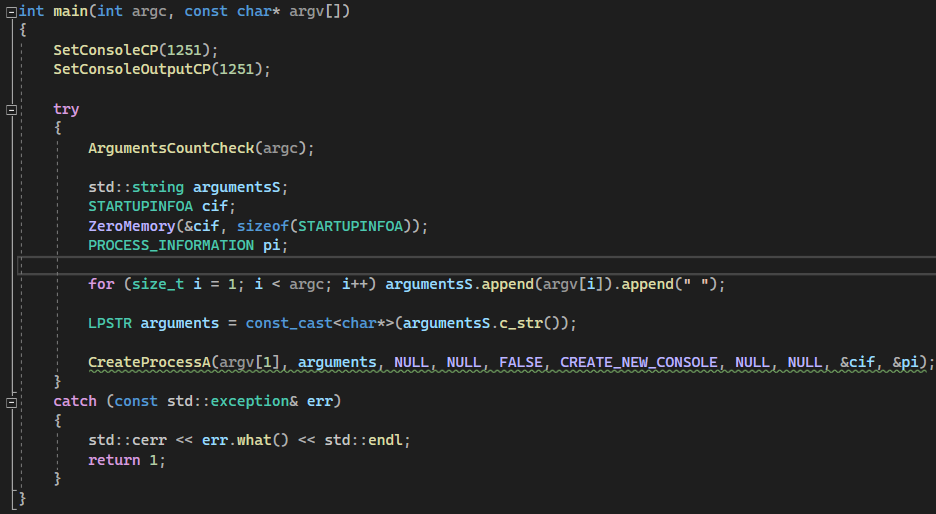 int main(int argc, const char* argv[])
{
    SetConsoleCP(1251);
    SetConsoleOutputCP(1251);

    try
    {
        ArgumentsCountCheck(argc);

        std::string argumentsS;
        STARTUPINFOA cif;
        ZeroMemory(&cif, sizeof(STARTUPINFOA));
        PROCESS_INFORMATION pi;

        for (size_t i = 1; i < argc; i++) argumentsS.append(argv[i]).append(" ");

        LPSTR arguments = const_cast<char*>(argumentsS.c_str());

        CreateProcessA(argv[1], arguments, NULL, NULL, FALSE, CREATE_NEW_CONSOLE, NULL, NULL, &cif, &pi);
    }
    catch (const std::exception& err)
    {
        std::cerr << err.what() << std::endl;
        return 1;
    }
}